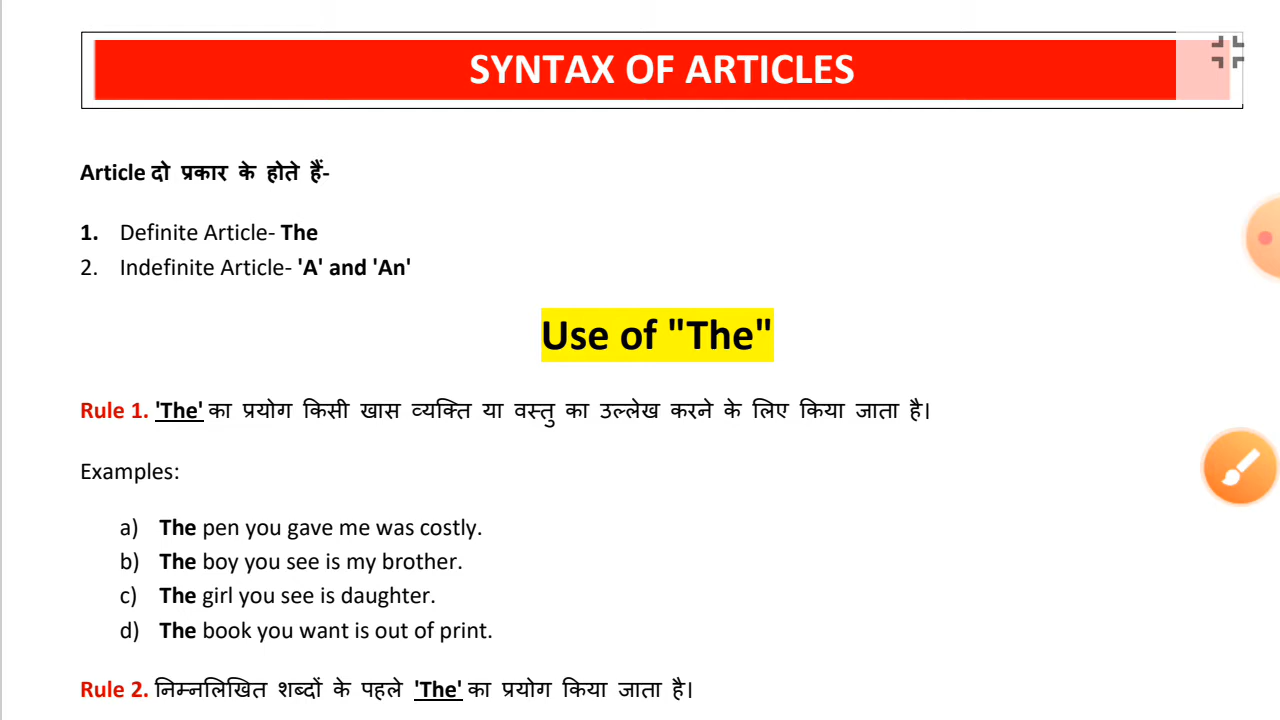 SYNTAX OF ARTICLES
Article दो प्रकार के होते हैं-
1. Definite Article- The
2. Indefinite Article- 'A' and 'An'
Use of "The"
Rule 1. 'The' का प्रयोग किसी खास व्यक्ति या वस्तु का उल्लेख करने के लिए किया जाता है।
Examples:
a) The pen you gave me was costly.
b) The boy you see is my brother.
c) The girl you see is daughter.
d) The book you want is out of print.
Rule 2. निम्नलिखित शब्दों के पहले 'The' का प्रयोग किया जाता है।